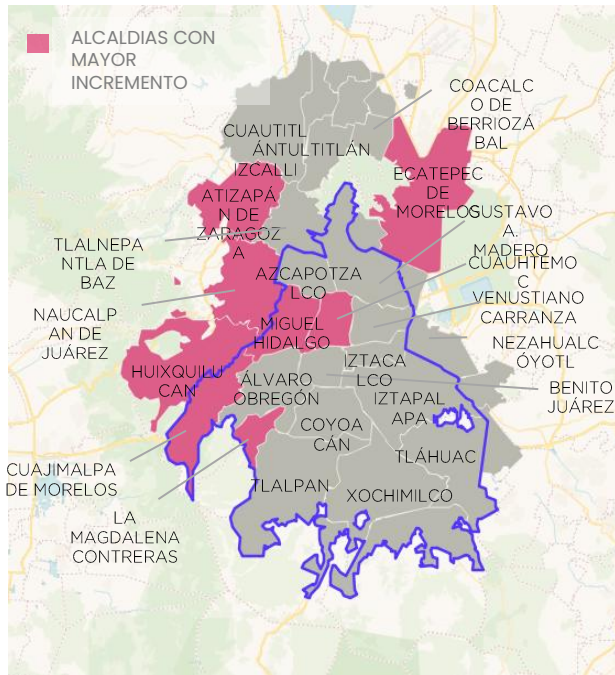 ALCALDIAS CON
MAYOR
INCREMENTO
COACALC
O DE
BERRIOZÁ
BAL
CUAUTITL
ÁN
IZCALLI
TULTITLÁN
ECATEPEC
DE
MORELOS
ATIZAPÁ
N DE
ZARAGOZ
A
GUSTAVO
A.
MADERO
TLALNEPA
NTLA DE
BAZ
AZCAPOTZA
LCO
CUAUHTEMO
C
VENUSTIANO
CARRANZA
NAUCALP
AN DE
JUÁREZ
MIGUEL
HIDALGO
NEZAHUALC
ÓYOTL
HUIXQUILU
CAN
IZTACA
LCO
ÁLVARO
OBREGÓN
BENITO
JUÁREZ
IZTAPAL
APA
COYOA
CÁN
TLÁHUAC
CUAJIMALPA
DE MORELOS
TLALPAN
XOCHIMILCO
LA
MAGDALENA
CONTRERAS